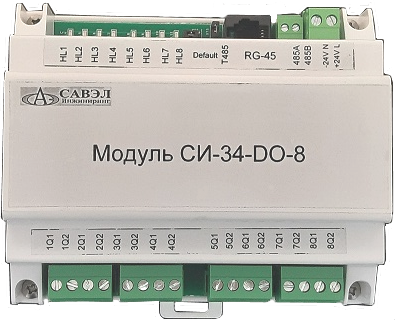 HL1 HL2 HL3 HL4 HL5 HL6 HL7 HL8 Default T485 RG-45 485A 485B -24V N +24V L
САВЭЛ
инжиниринг
Модуль СИ-34-DO-8
1Q1 1Q2 2Q1 2Q2 3Q1 3Q2 4Q1 4Q2 5Q1 5Q2 6Q1 6Q2 7Q1 7Q2 8Q1 8Q2